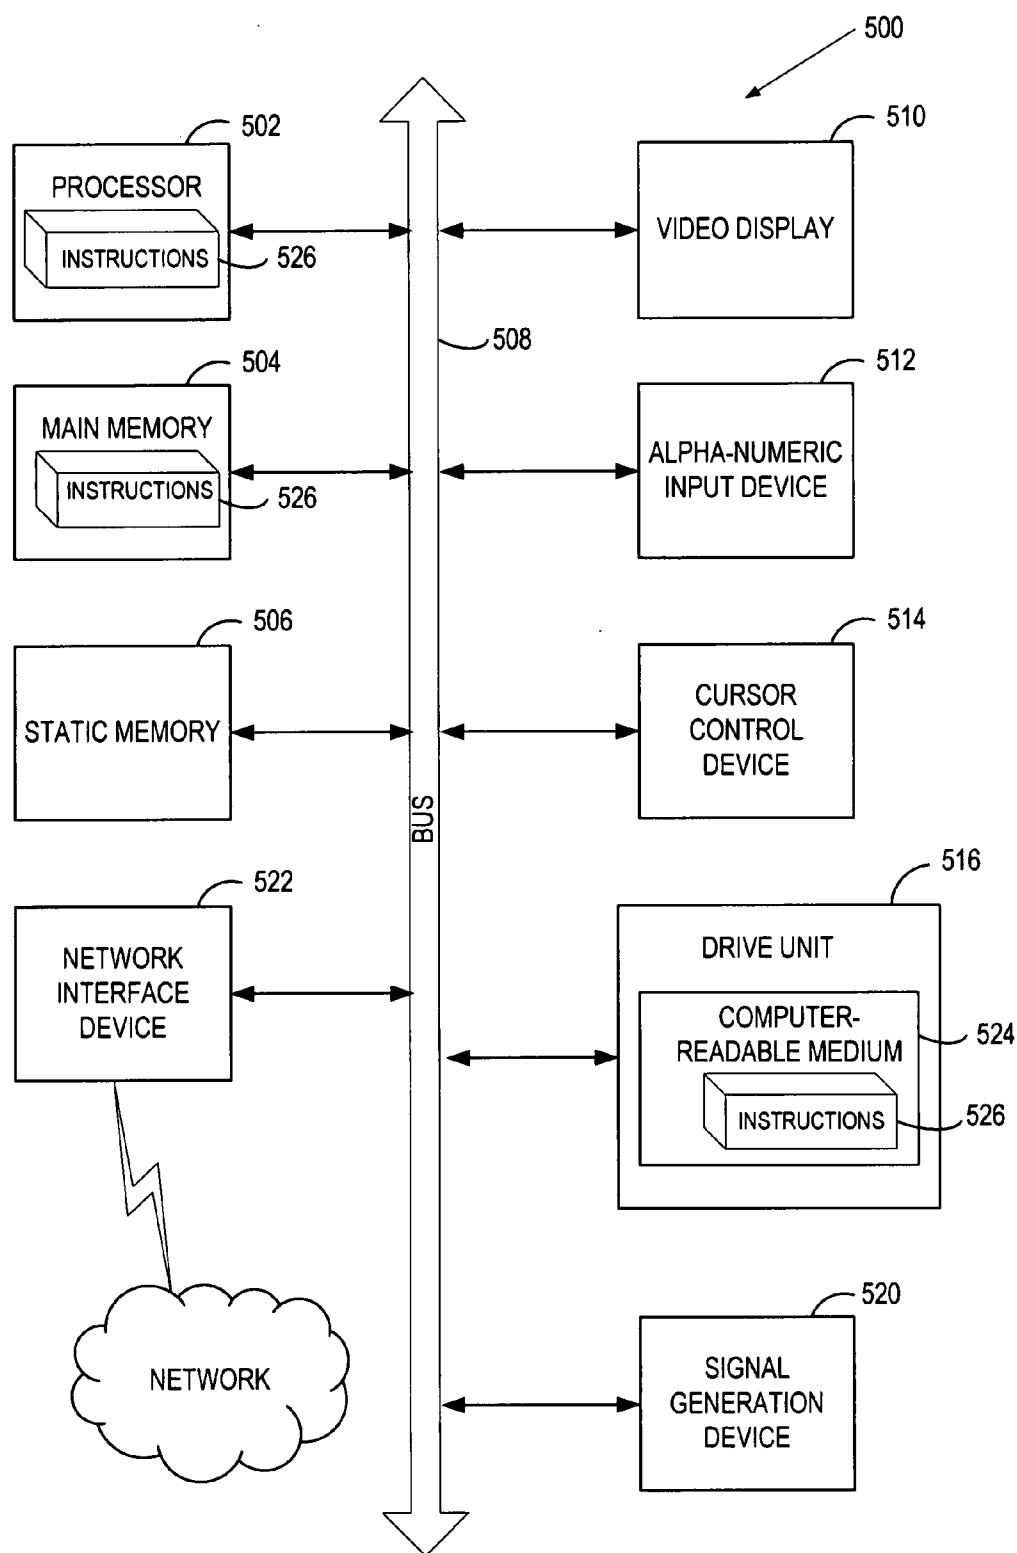 500
502
PROCESSOR
INSTRUCTIONS
526
510
VIDEO DISPLAY
508
504
MAIN MEMORY
INSTRUCTIONS
526
512
ALPHA-NUMERIC
INPUT DEVICE
506
STATIC MEMORY
514
CURSOR
CONTROL
DEVICE
BUS
522
NETWORK
INTERFACE
DEVICE
516
DRIVE UNIT
COMPUTER-
READABLE MEDIUM
524
INSTRUCTIONS
526
NETWORK
520
SIGNAL
GENERATION
DEVICE